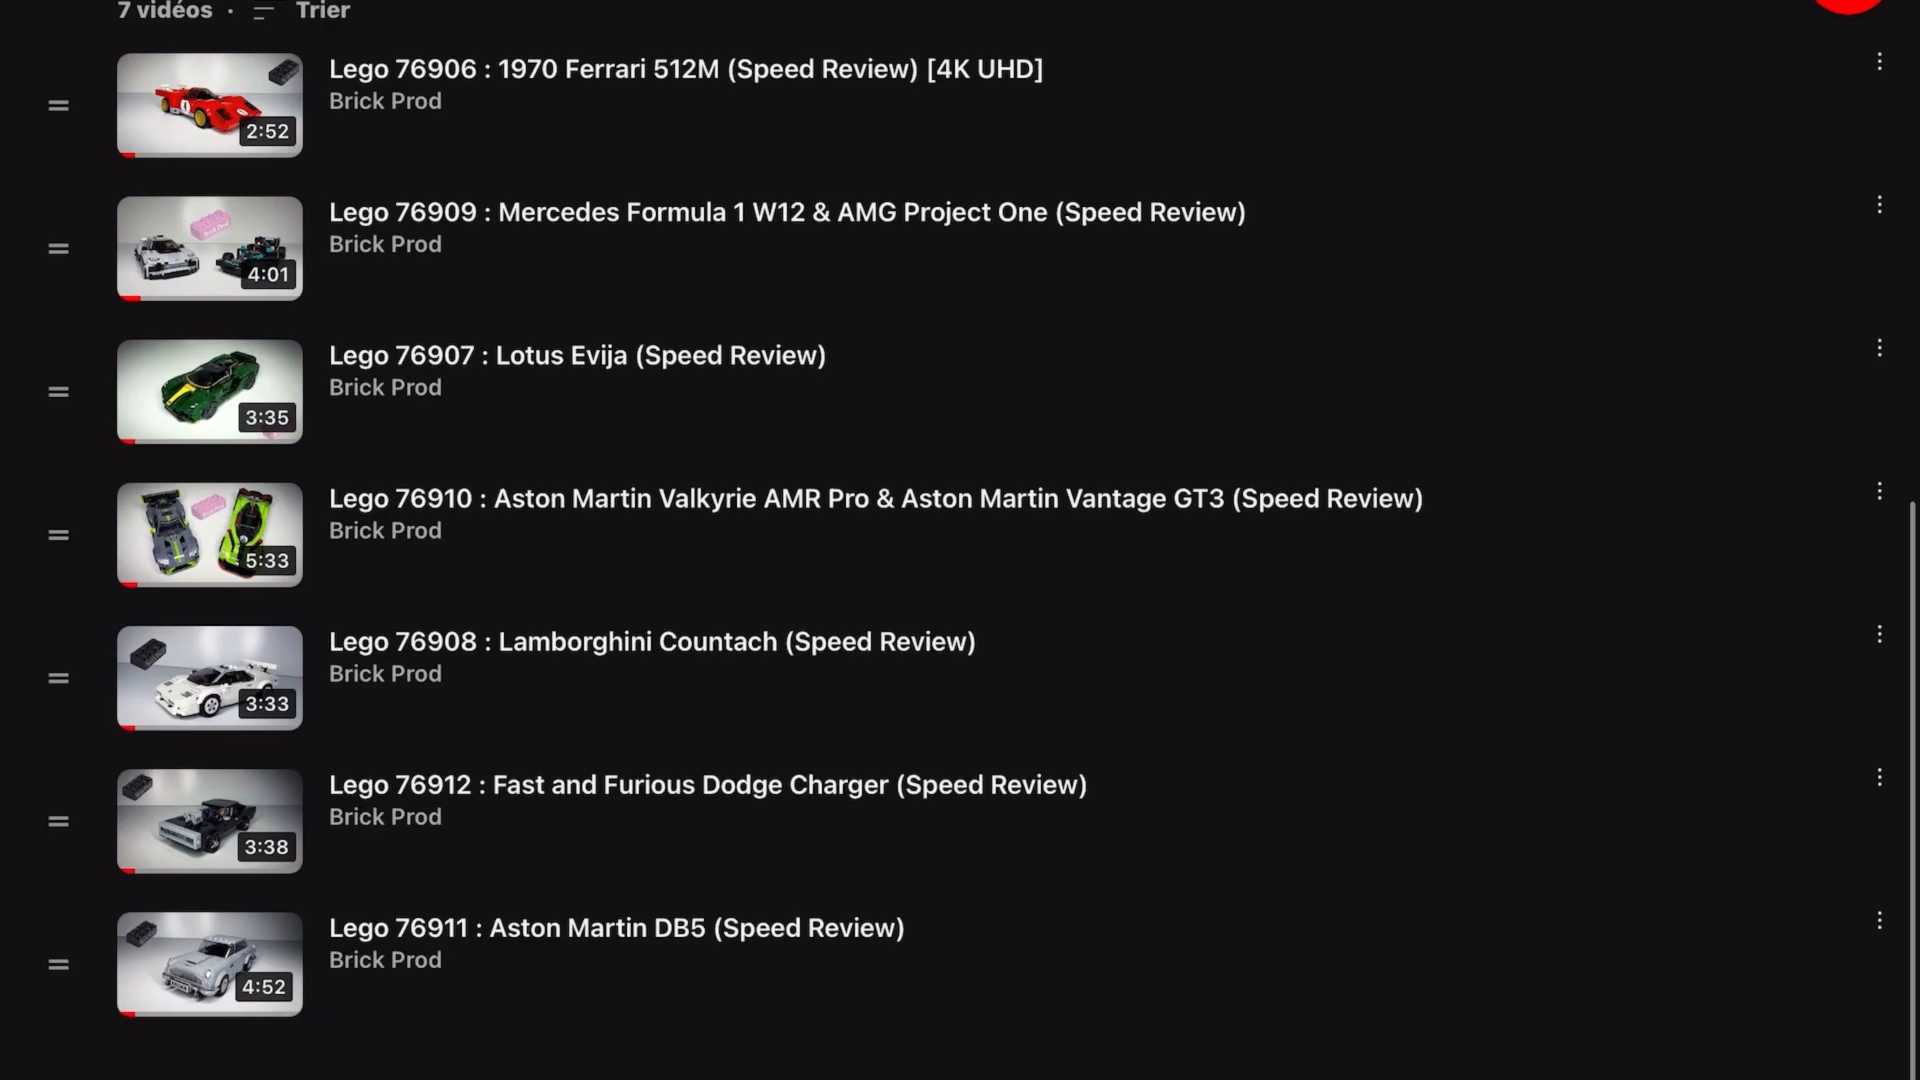 7 vidéos · Trier
Lego 76906 : 1970 Ferrari 512M (Speed Review) [4K UHD]
Brick Prod
2:52
Lego 76909 : Mercedes Formula 1 W12 & AMG Project One (Speed Review)
Brick Prod
4:01
Lego 76907 : Lotus Evija (Speed Review)
Brick Prod
3:35
Lego 76910 : Aston Martin Valkyrie AMR Pro & Aston Martin Vantage GT3 (Speed Review)
Brick Prod
5:33
Lego 76908 : Lamborghini Countach (Speed Review)
Brick Prod
3:33
Lego 76912 : Fast and Furious Dodge Charger (Speed Review)
Brick Prod
3:38
Lego 76911 : Aston Martin DB5 (Speed Review)
Brick Prod
4:52